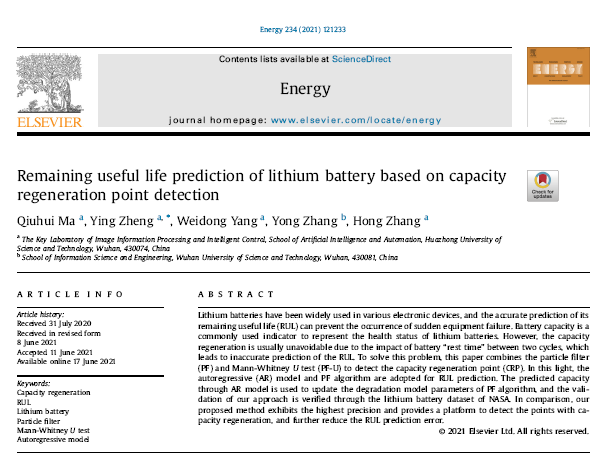 Energy 234 (2021) 121233
Contents lists available at ScienceDirect
Energy
journal homepage: www.elsevier.com/locate/energy
ELSEVIER
ENERGY
Remaining useful life prediction of lithium battery based on capacity
regeneration point detection
Check for
updates
Qiuhui Ma a, Ying Zheng a, *, Weidong Yang a, Yong Zhang b, Hong Zhang a
a The Key Laboratory of Image Information Processing and Intelligent Control, School of Artificial Intelligence and Automation, Huazhong University of
Science and Technology, Wuhan, 430074, China
b School of Information Science and Engineering, Wuhan University of Science and Technology, Wuhan, 430081, China
ARTICLE INFO
Article history:
Received 31 July 2020
Received in revised form
8 June 2021
Accepted 11 June 2021
Available online 17 June 2021
Keywords:
Capacity regeneration
RUL
Lithium battery
Particle filter
Mann-Whitney U test
Autoregressive model
ABSTRACT
Lithium batteries have been widely used in various electronic devices, and the accurate prediction of its
remaining useful life (RUL) can prevent the occurrence of sudden equipment failure. Battery capacity is a
commonly used indicator to represent the health status of lithium batteries. However, the capacity
regeneration is usually unavoidable due to the impact of battery "rest time" between two cycles, which
leads to inaccurate prediction of the RUL. To solve this problem, this paper combines the particle filter
(PF) and Mann-Whitney U test (PF-U) to detect the capacity regeneration point (CRP). In this light, the
autoregressive (AR) model and PF algorithm are adopted for RUL prediction. The predicted capacity
through AR model is used to update the degradation model parameters of PF algorithm, and the vali-
dation of our approach is verified through the lithium battery dataset of NASA. In comparison, our
proposed method exhibits the highest precision and provides a platform to detect the points with ca-
pacity regeneration, and further reduce the RUL prediction error.
© 2021 Elsevier Ltd. All rights reserved.